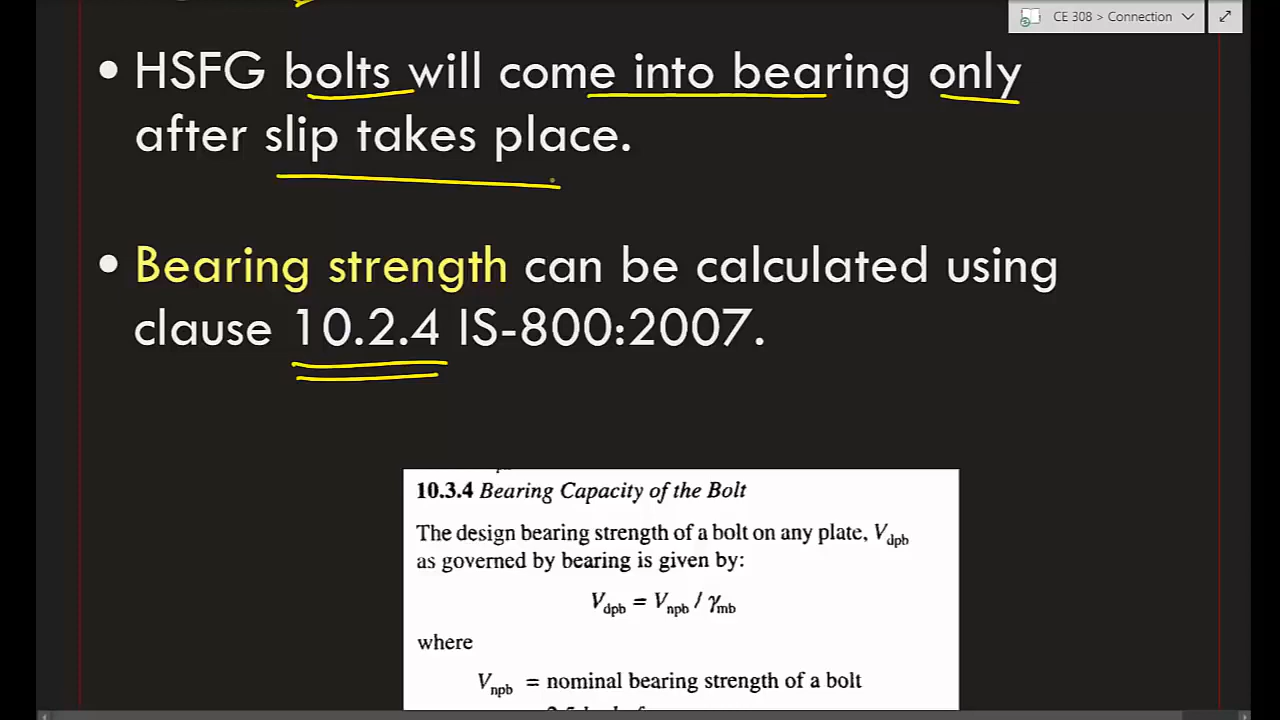 CE 308 > Connection
• HSFG bolts will come into bearing only
after slip takes place.
• Bearing strength can be calculated using
clause 10.2.4 IS-800:2007.
10.3.4 Bearing Capacity of the Bolt
The design bearing strength of a bolt on any plate, Vdpb
as governed by bearing is given by:
Vdpb = Vnpb / γmb
where
Vnpb = nominal bearing strength of a bolt